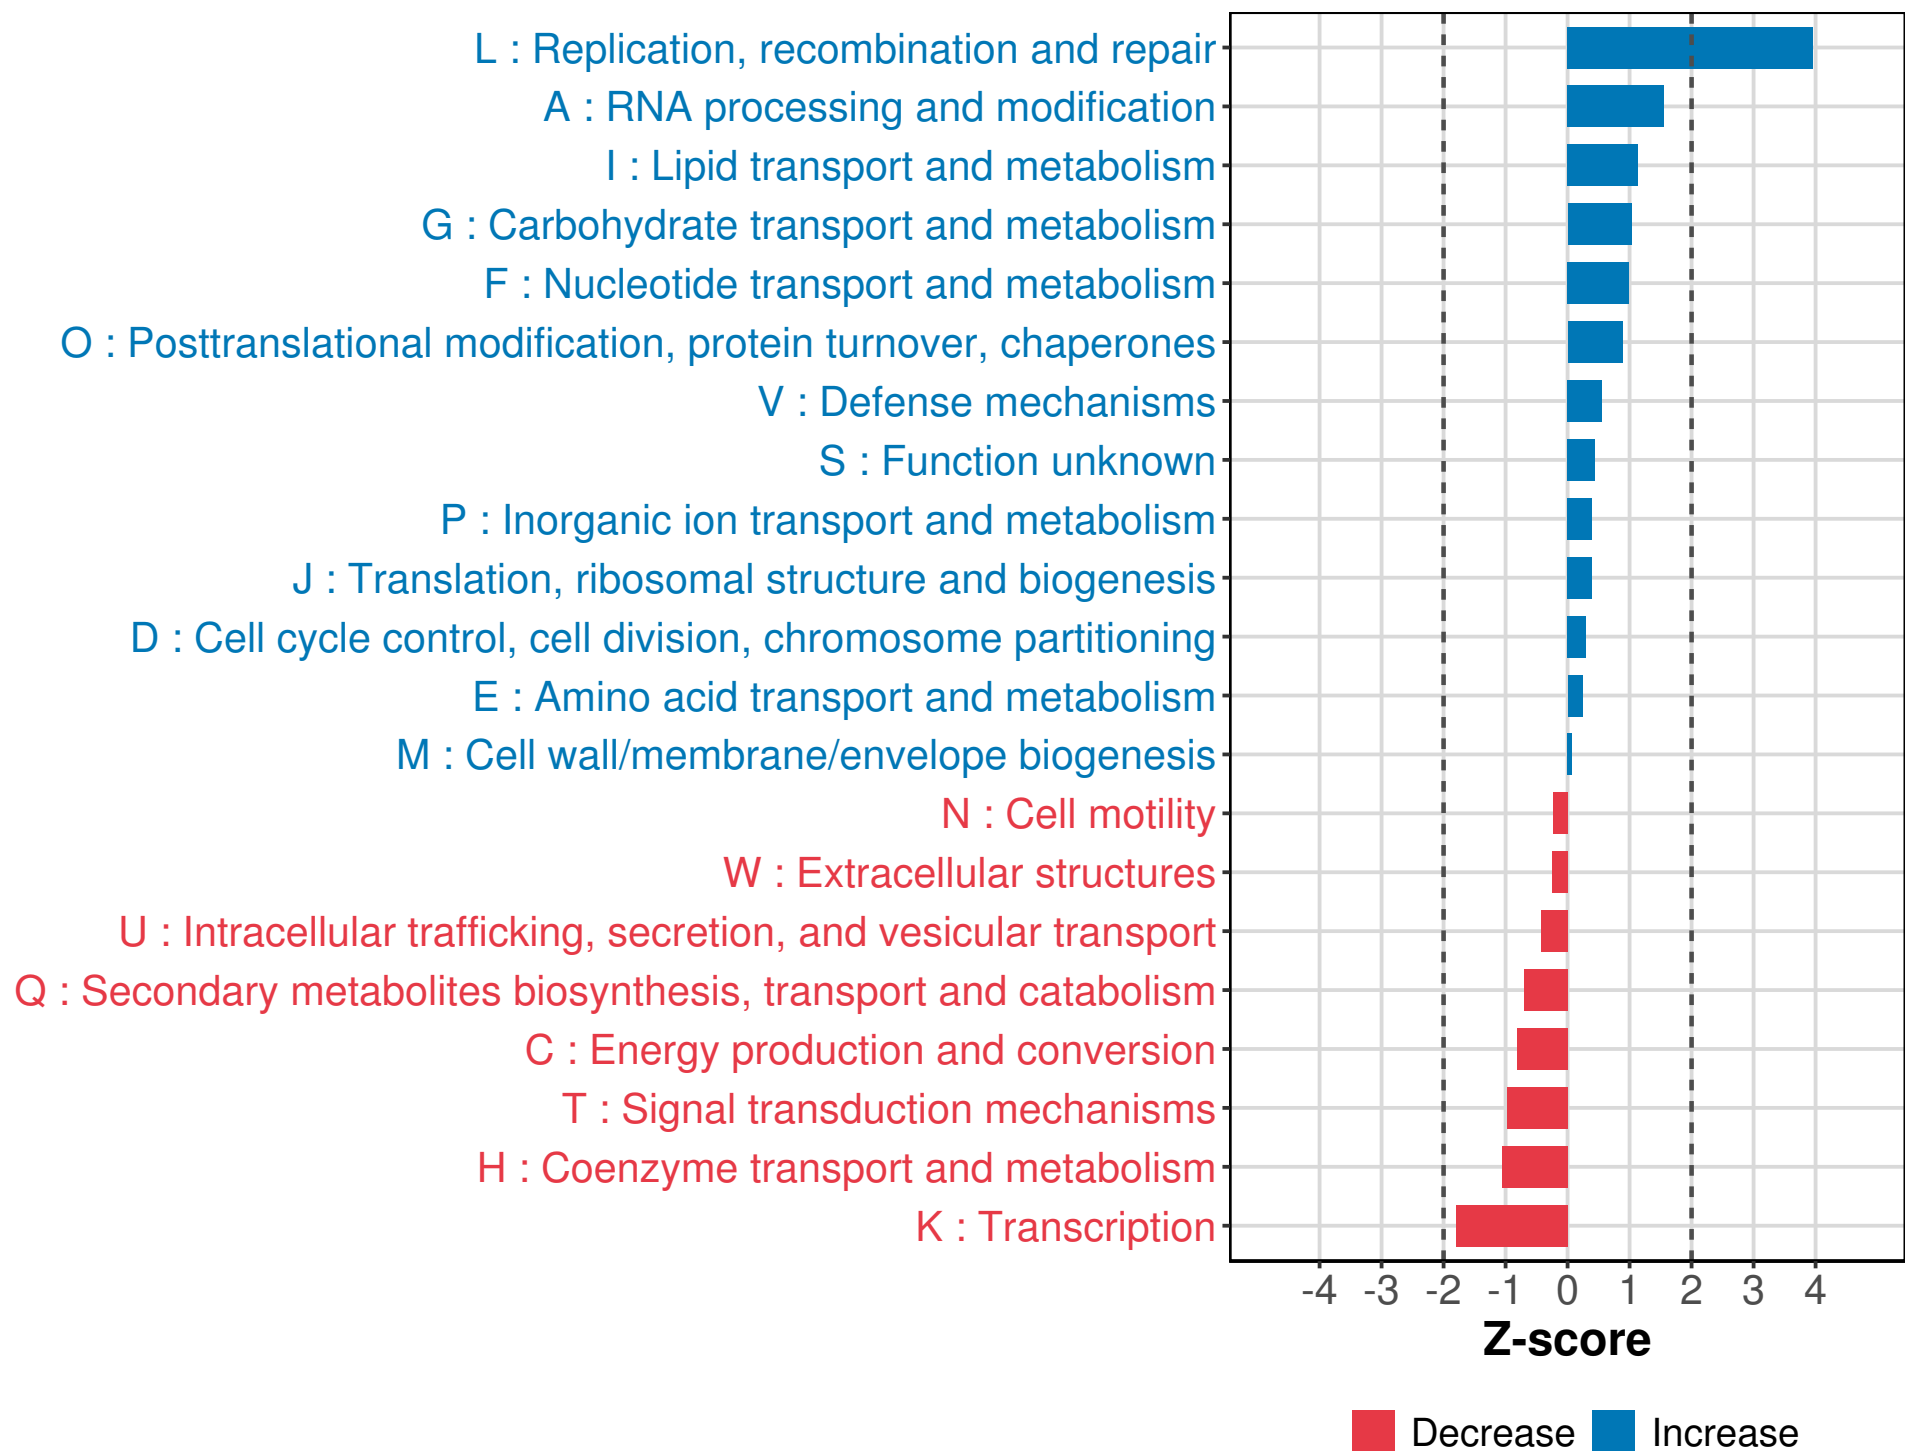 L : Replication, recombination and repair
A : RNA processing and modification
I : Lipid transport and metabolism
G : Carbohydrate transport and metabolism
F : Nucleotide transport and metabolism
O : Posttranslational modification, protein turnover, chaperones
V : Defense mechanisms
S : Function unknown
P : Inorganic ion transport and metabolism
J : Translation, ribosomal structure and biogenesis
D : Cell cycle control, cell division, chromosome partitioning
E : Amino acid transport and metabolism
M : Cell wall/membrane/envelope biogenesis
N : Cell motility
W : Extracellular structures
U : Intracellular trafficking, secretion, and vesicular transport
Q : Secondary metabolites biosynthesis, transport and catabolism
C : Energy production and conversion
T : Signal transduction mechanisms
H : Coenzyme transport and metabolism
K : Transcription
-4 -3 -2 -1 0 1 2 3 4
Z-score
Decrease Increase